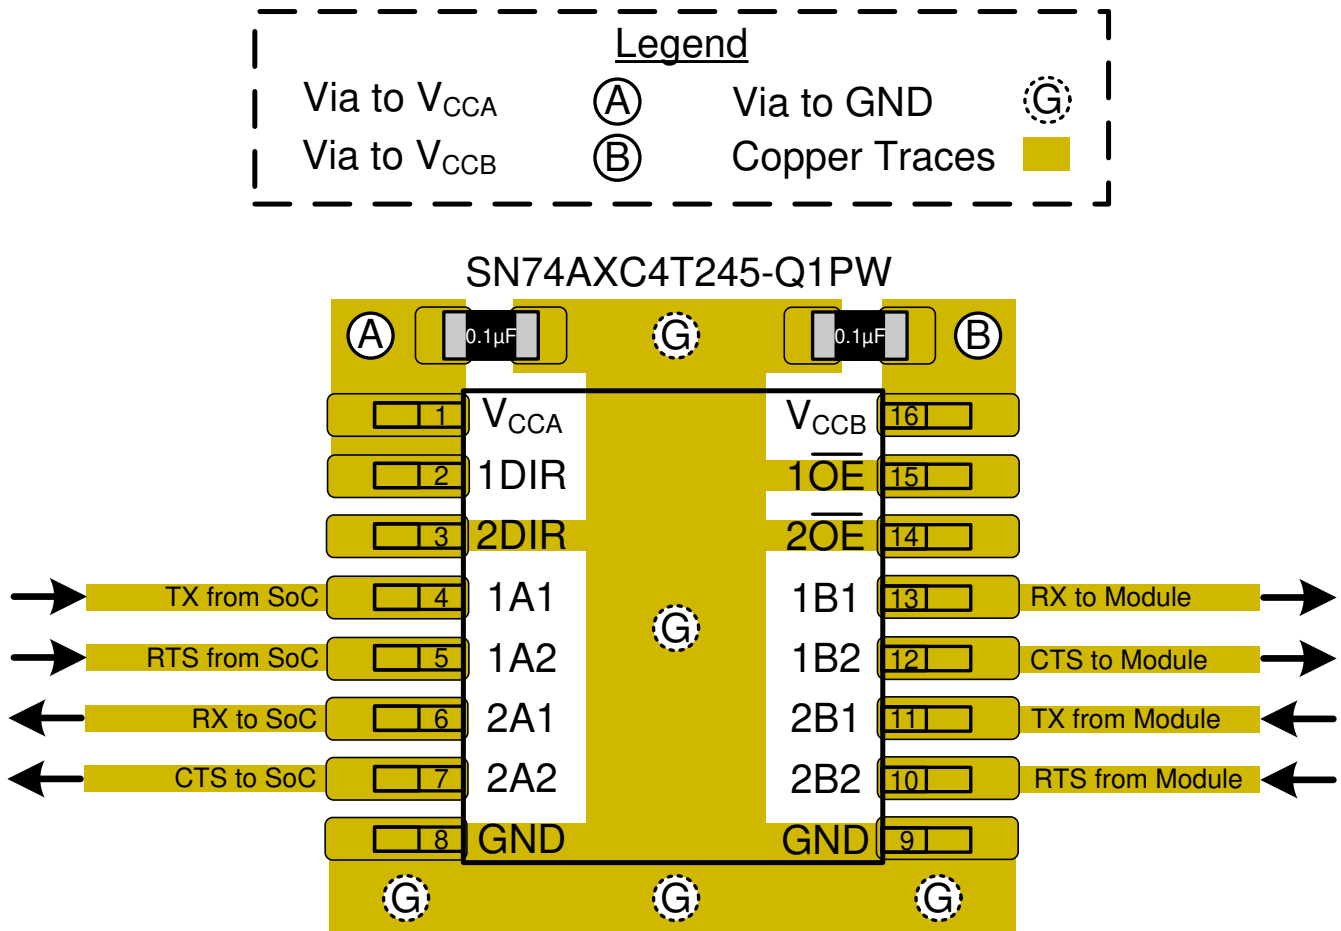 Legend
Via to VCCA A Via to GND G
Via to VCCB B Copper Traces
SN74AXC4T245-Q1PW
A 0.1µF G 0.1µF B
1 VCCA VCCB 16
2 1DIR 1O̅E̅ 15
3 2DIR 2O̅E̅ 14
TX from SoC 4 1A1 1B1 13 RX to Module
G
RTS from SoC 5 1A2 1B2 12 CTS to Module
RX to SoC 6 2A1 2B1 11 TX from Module
CTS to SoC 7 2A2 2B2 10 RTS from Module
8 GND GND 9
G G G